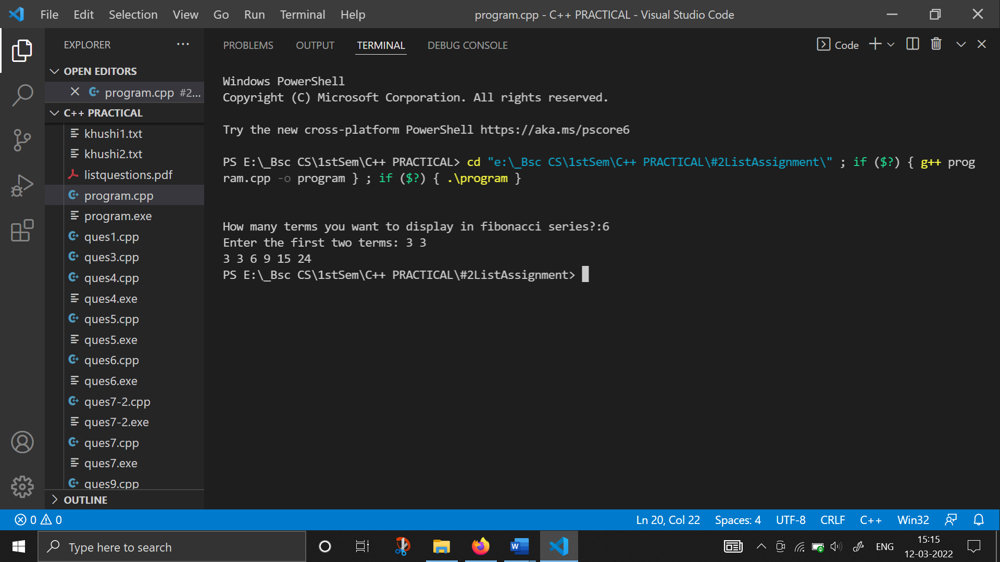 File Edit Selection View Go Run Terminal Help program.cpp - C++ PRACTICAL - Visual Studio Code
EXPLORER ···
PROBLEMS OUTPUT TERMINAL DEBUG CONSOLE Code
OPEN EDITORS
program.cpp #2...
C++ PRACTICAL
khushi1.txt
khushi2.txt
listquestions.pdf
program.cpp
program.exe
ques1.cpp
ques3.cpp
ques4.cpp
ques4.exe
ques5.cpp
ques5.exe
ques6.cpp
ques6.exe
ques7-2.cpp
ques7-2.exe
ques7.cpp
ques7.exe
ques9.cpp
OUTLINE
Windows PowerShell
Copyright (C) Microsoft Corporation. All rights reserved.
Try the new cross-platform PowerShell https://aka.ms/pscore6
PS E:\_Bsc CS\1stSem\C++ PRACTICAL> cd "e:\_Bsc CS\1stSem\C++ PRACTICAL\#2ListAssignment\" ; if ($?) { g++ prog
ram.cpp -o program } ; if ($?) { .\program }
How many terms you want to display in fibonacci series?:6
Enter the first two terms: 3 3
3 3 6 9 15 24
PS E:\_Bsc CS\1stSem\C++ PRACTICAL\#2ListAssignment>
0 0 Ln 20, Col 22 Spaces: 4 UTF-8 CRLF C++ Win32
Type here to search
ENG
15:15
12-03-2022